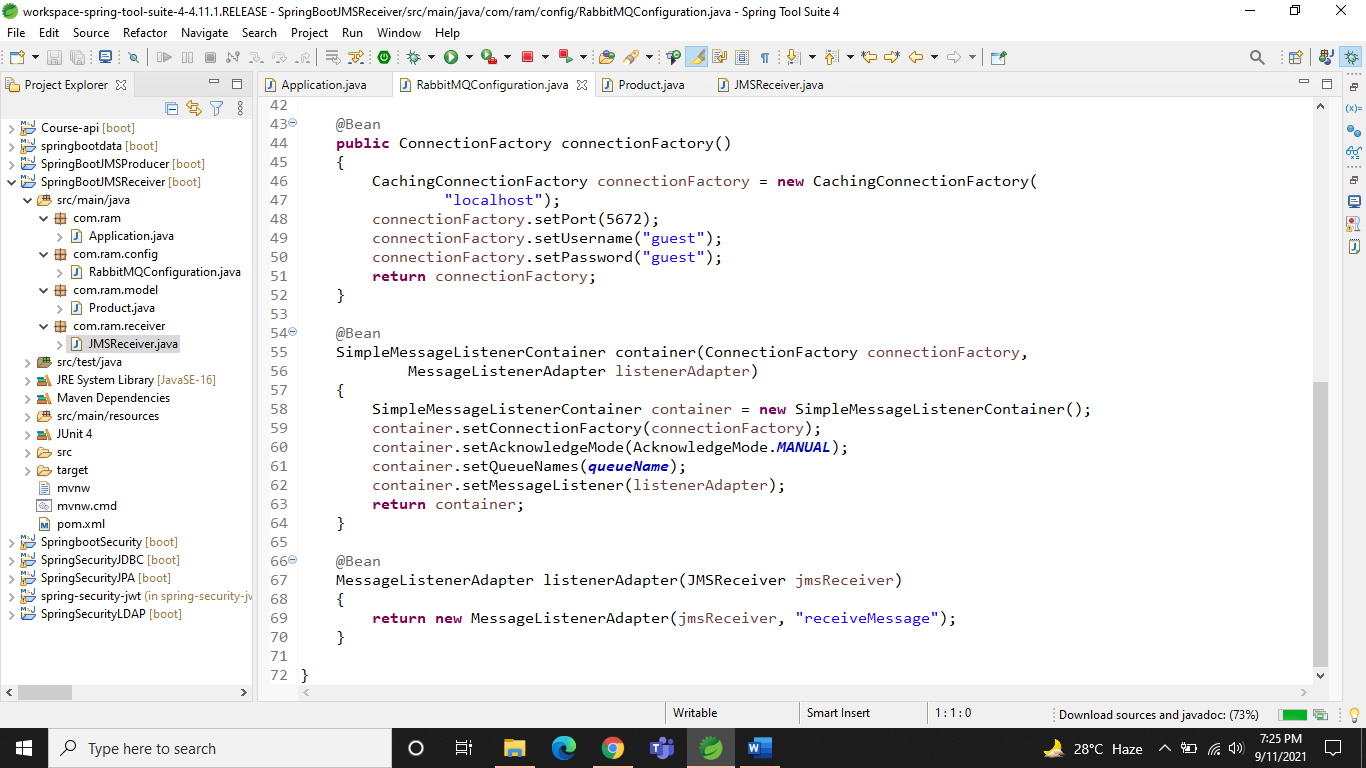 workspace-spring-tool-suite-4-4.11.1.RELEASE - SpringBootJMSReceiver/src/main/java/com/ram/config/RabbitMQConfiguration.java - Spring Tool Suite 4
File Edit Source Refactor Navigate Search Project Run Window Help
Project Explorer
Application.java RabbitMQConfiguration.java Product.java JMSReceiver.java
Course-api [boot]
springbootdata [boot]
SpringBootJMSProducer [boot]
SpringBootJMSReceiver [boot]
src/main/java
com.ram
Application.java
com.ram.config
RabbitMQConfiguration.java
com.ram.model
Product.java
com.ram.receiver
JMSReceiver.java
src/test/java
JRE System Library [JavaSE-16]
Maven Dependencies
src/main/resources
JUnit 4
src
target
mvnw
mvnw.cmd
pom.xml
SpringbootSecurity [boot]
SpringSecurityJDBC [boot]
SpringSecurityJPA [boot]
spring-security-jwt (in spring-security-jw
SpringSecurityLDAP [boot]
42
43 @Bean
44 public ConnectionFactory connectionFactory()
45 {
46 CachingConnectionFactory connectionFactory = new CachingConnectionFactory(
47 "localhost");
48 connectionFactory.setPort(5672);
49 connectionFactory.setUsername("guest");
50 connectionFactory.setPassword("guest");
51 return connectionFactory;
52 }
53
54 @Bean
55 SimpleMessageListenerContainer container(ConnectionFactory connectionFactory,
56 MessageListenerAdapter listenerAdapter)
57 {
58 SimpleMessageListenerContainer container = new SimpleMessageListenerContainer();
59 container.setConnectionFactory(connectionFactory);
60 container.setAcknowledgeMode(AcknowledgeMode.MANUAL);
61 container.setQueueNames(queueName);
62 container.setMessageListener(listenerAdapter);
63 return container;
64 }
65
66 @Bean
67 MessageListenerAdapter listenerAdapter(JMSReceiver jmsReceiver)
68 {
69 return new MessageListenerAdapter(jmsReceiver, "receiveMessage");
70 }
71
72 }
Writable Smart Insert 1 : 1 : 0 Download sources and javadoc: (73%)
Type here to search
28°C Haze
7:25 PM
9/11/2021